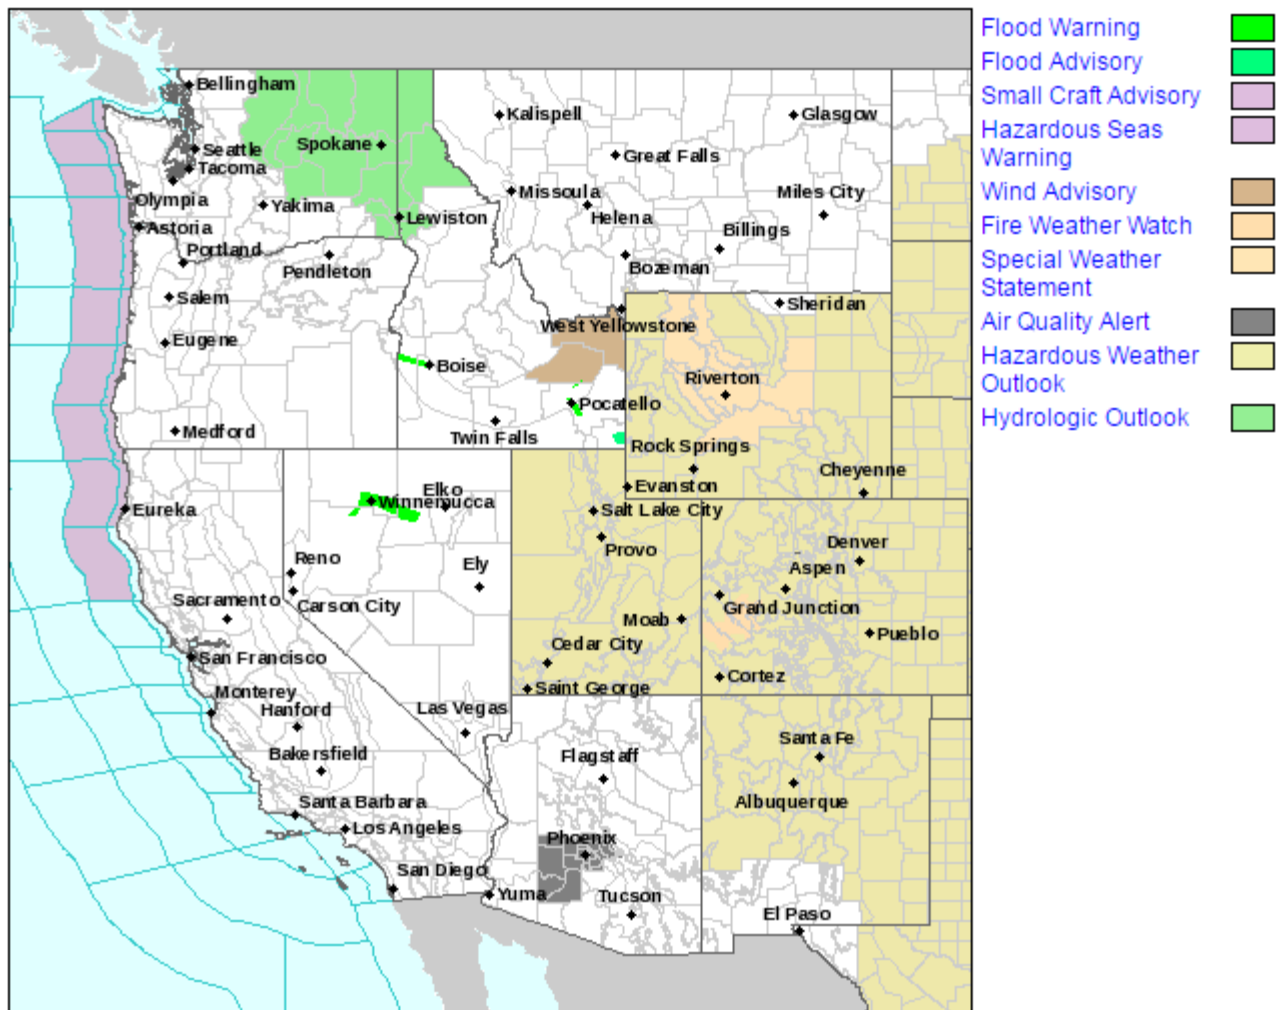 Flood Warning
Flood Advisory
Small Craft Advisory
Hazardous Seas
Warning
Wind Advisory
Fire Weather Watch
Special Weather
Statement
Air Quality Alert
Hazardous Weather
Outlook
Hydrologic Outlook
Bellingham
Kalispell
Glasgow
Seattle
Spokane
Great Falls
Tacoma
Olympia
Yakima
Missoula
Miles City
Lewiston
Helena
Astoria
Billings
Portland
Pendleton
Bozeman
Salem
Sheridan
West Yellowstone
Eugene
Boise
Riverton
Pocatello
Medford
Twin Falls
Rock Springs
Cheyenne
Evanston
Elko
Winnemucca
Eureka
Salt Lake City
Provo
Denver
Reno
Ely
Aspen
Sacramento
Carson City
Grand Junction
Moab
Pueblo
Cedar City
San Francisco
Cortez
Saint George
Monterey
Hanford
Las Vegas
Santa Fe
Bakersfield
Flagstaff
Albuquerque
Santa Barbara
Los Angeles
Phoenix
San Diego
Yuma
Tucson
El Paso